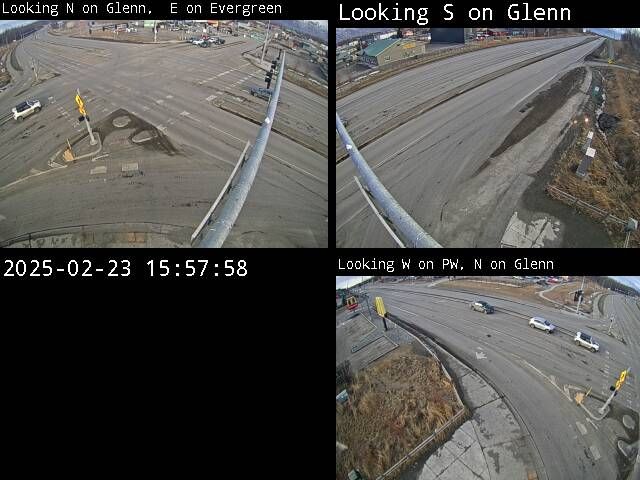 Looking N on Glenn,  E on Evergreen
Looking S on Glenn
2025-02-23 15:57:58
Looking W on PW, N on Glenn